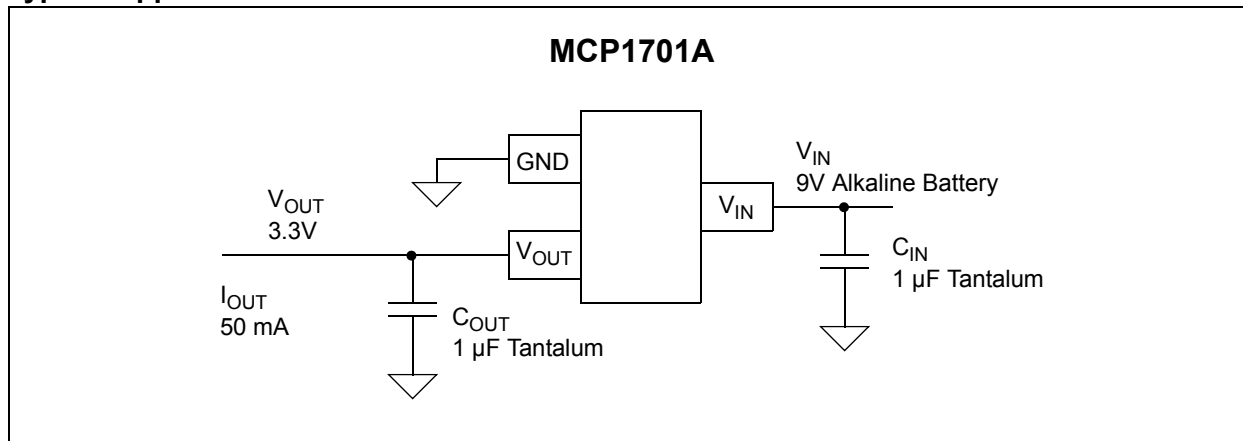 MCP1701A
GND
V_IN
9V Alkaline Battery
V_IN
V_OUT
3.3V
V_OUT
C_IN
1 µF Tantalum
I_OUT
50 mA
C_OUT
1 µF Tantalum